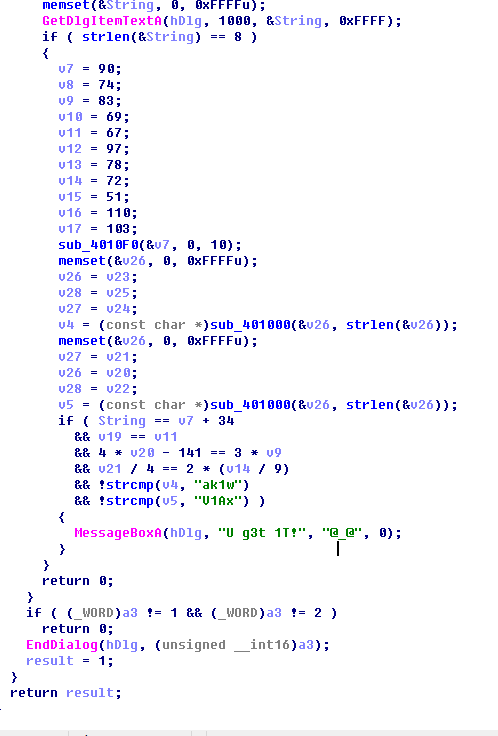 memset(&String, 0, 0xFFFFu);
GetDlgItemTextA(hDlg, 1000, &String, 0xFFFF);
if ( strlen(&String) == 8 )
{
v7 = 90;
v8 = 74;
v9 = 83;
v10 = 69;
v11 = 67;
v12 = 97;
v13 = 78;
v14 = 72;
v15 = 51;
v16 = 110;
v17 = 103;
sub_4010F0(&v7, 0, 10);
memset(&v26, 0, 0xFFFFu);
v26 = v23;
v28 = v25;
v27 = v24;
v4 = (const char *)sub_401000(&v26, strlen(&v26));
memset(&v26, 0, 0xFFFFu);
v27 = v21;
v26 = v20;
v28 = v22;
v5 = (const char *)sub_401000(&v26, strlen(&v26));
if ( String == v7 + 34
&& v19 == v11
&& 4 * v20 - 141 == 3 * v9
&& v21 / 4 == 2 * (v14 / 9)
&& !strcmp(v4, "ak1w")
&& !strcmp(v5, "V1Ax") )
{
MessageBoxA(hDlg, "U g3t 1T!", "@_@", 0);
}
}
return 0;
}
if ( (_WORD)a3 != 1 && (_WORD)a3 != 2 )
return 0;
EndDialog(hDlg, (unsigned __int16)a3);
result = 1;
}
return result;